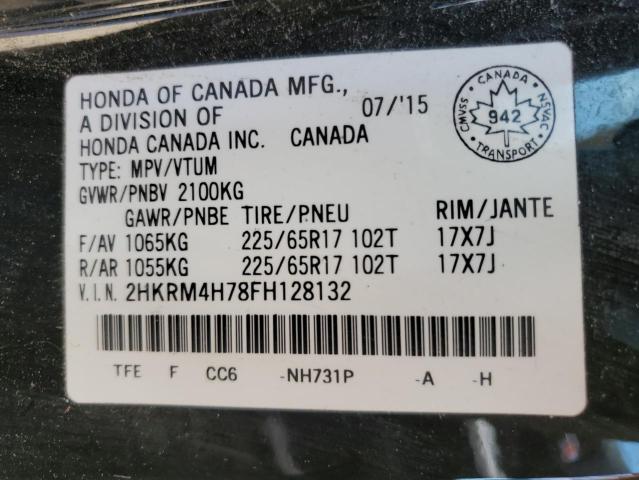 HONDA OF CANADA MFG.,
A DIVISION OF
07/'15
HONDA CANADA INC. CANADA
CMVSS CANADA NSVAC
942
TRANSPORT
TYPE: MPV/VTUM
GVWR/PNBV 2100KG
GAWR/PNBE TIRE/PNEU RIM/JANTE
F/AV 1065KG 225/65R17 102T 17X7J
R/AR 1055KG 225/65R17 102T 17X7J
V.I.N. 2HKRM4H78FH128132
TFE F CC6 -NH731P -A -H